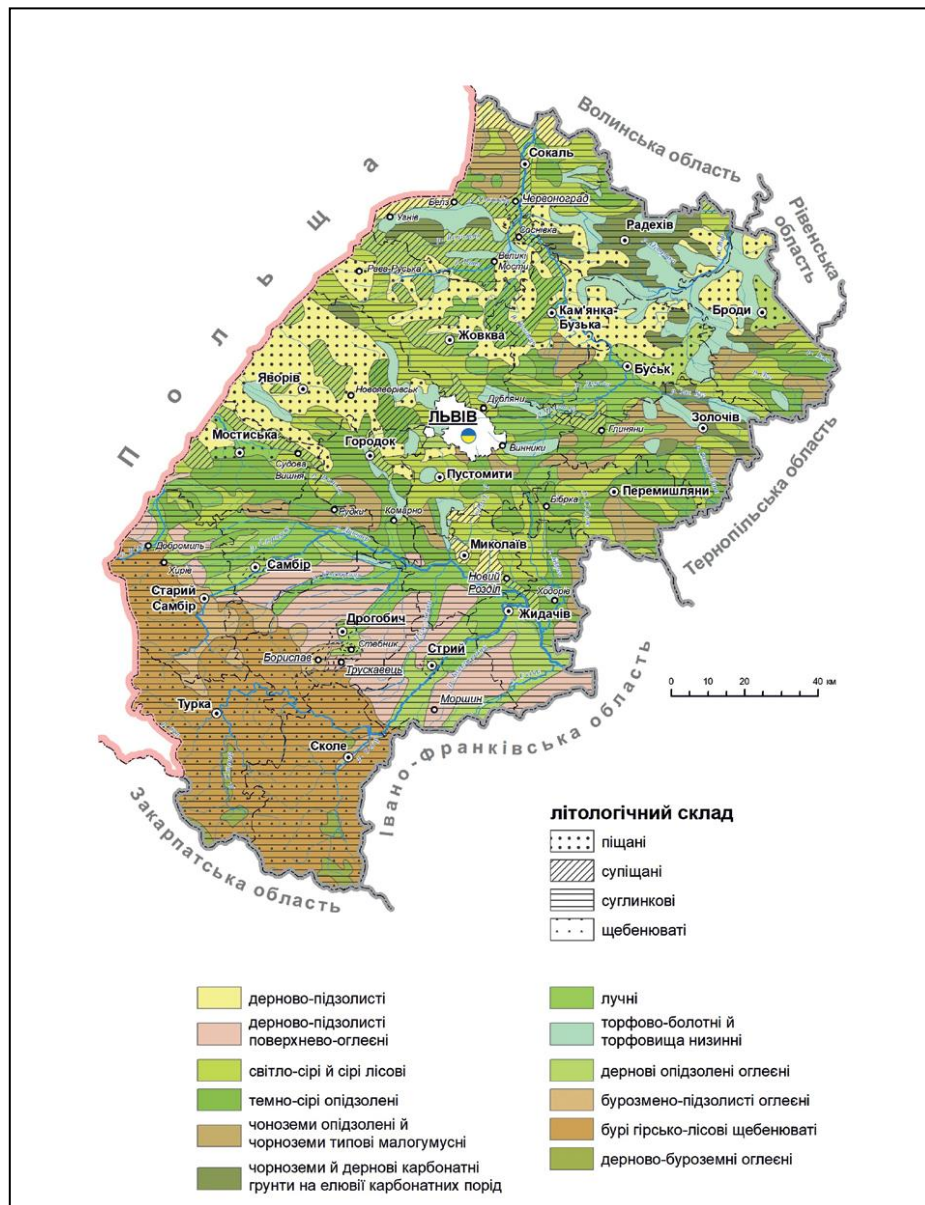 Волинська область
Рівенська
область
Польща
Сокаль
Белз
Червоноград
Угнів
Соснівка
Радехів
Рава-Руська
Великі
Мости
Кам'янка-
Бузька
Броди
Жовква
Буськ
Яворів
Новояворівськ
ЛЬВІВ
Дубляни
Золочів
Мостиська
Городок
Винники
Глиняни
Судова
Вишня
Пустомити
Перемишляни
Бібрка
Рудки
Комарно
Тернопільська область
Добромиль
Миколаїв
Хирів
Самбір
Новий
Розділ
Ходорів
Старий
Самбір
Жидачів
Дрогобич
Стебник
Борислав
Трускавець
Стрий
Моршин
0 10 20 40 км
Турка
Сколе
Івано-Франківська область
Закарпатська область
літологічний склад
піщані
супіщані
суглинкові
щебенюваті
дерново-підзолисті
дерново-підзолисті
поверхнево-оглеєні
світло-сірі й сірі лісові
темно-сірі опідзолені
чоноземи опідзолені й
чорноземи типові малогумусні
чорноземи й дернові карбонатні
грунти на елювії карбонатних порід
лучні
торфово-болотні й
торфовища низинні
дернові опідзолені оглеєні
бурозмено-підзолисті оглеєні
бурі гірсько-лісові щебенюваті
дерново-буроземні оглеєні